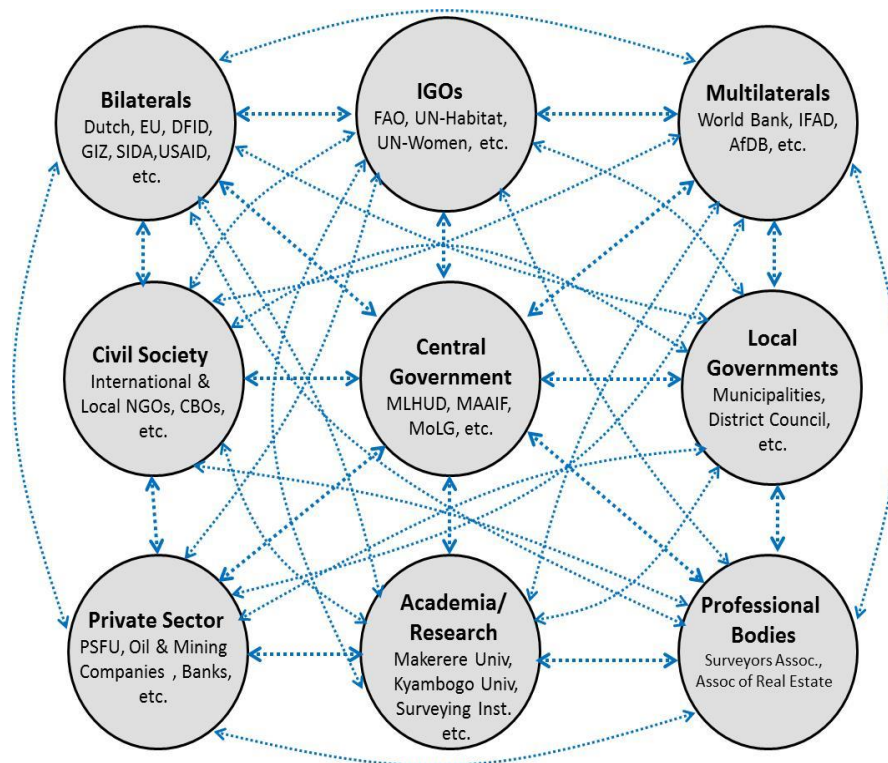 Bilaterals
Dutch, EU, DFID,
GIZ, SIDA,USAID,
etc.
IGOs
FAO, UN-Habitat,
UN-Women, etc.
Multilaterals
World Bank, IFAD,
AfDB, etc.
Civil Society
International &
Local NGOs, CBOs,
etc.
Central
Government
MLHUD, MAAIF,
MoLG, etc.
Local
Governments
Municipalities,
District Council,
etc.
Private Sector
PSFU, Oil & Mining
Companies , Banks,
etc.
Academia/
Research
Makerere Univ,
Kyambogo Univ,
Surveying Inst.
etc.
Professional
Bodies
Surveyors Assoc.,
Assoc of Real Estate